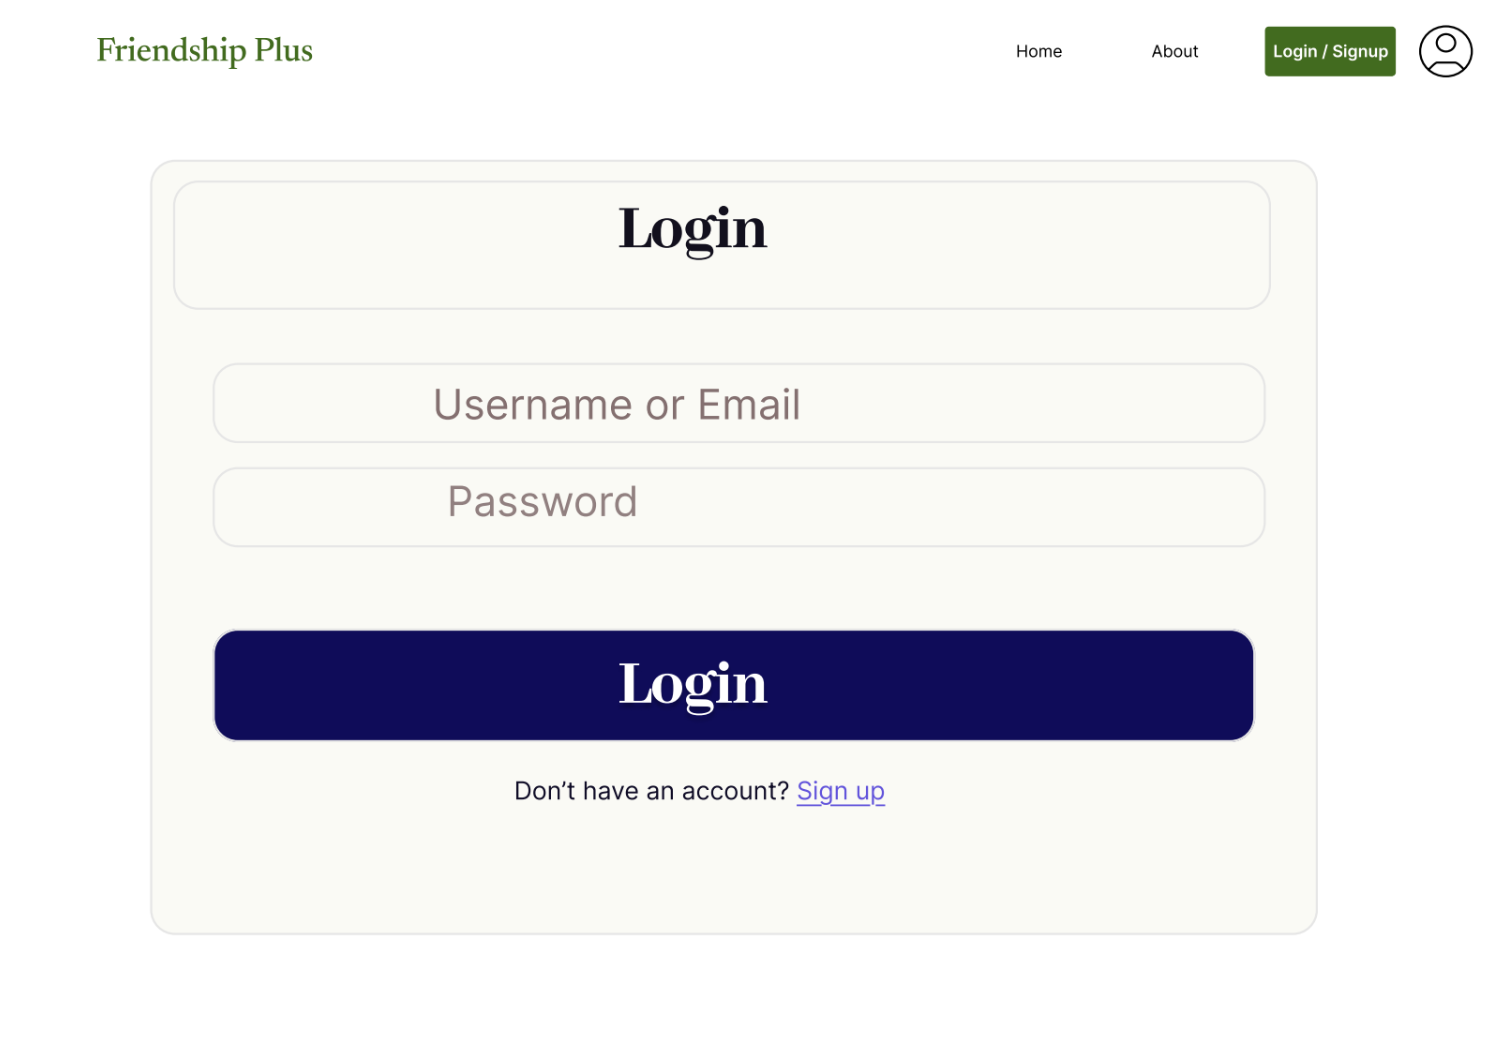 Friendship Plus
Home
About
Login / Signup
Login
Username or Email
Password
Login
Don’t have an account? Sign up